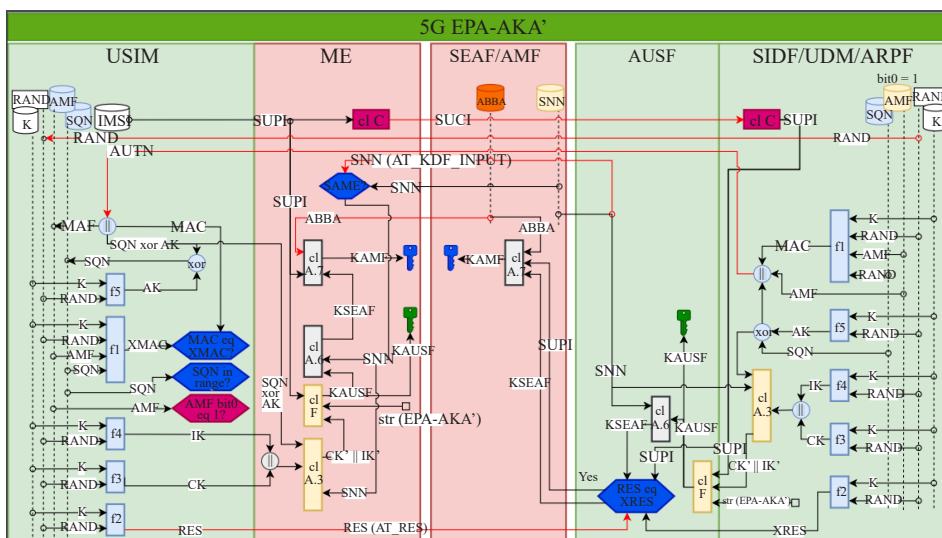 5G EPA-AKA’
USIM
ME
SEAF/AMF
AUSF
SIDF/UDM/ARPF
bit0 = 1
RAND
AMF
K
SQN
IMSI
ABBA
SNN
AMF
RAND
SQN
K
SUPI
cl C
SUCI
cl C
SUPI
RAND
RAND
AUTN
SNN (AT_KDF_INPUT)
SAME?
SNN
SUPI
ABBA
ABBA
MAF
||
MAC
SQN xor AK
SQN
xor
cl
A.7
KAMF
KAMF
cl
A.7
K
RAND
f5
AK
KSEAF
KAUSF
K
RAND
AMF
SQN
f1
XMAC
MAC eq
XMAC?
SQN
SQN in
range?
AMF
AMF bit0
eq 1?
cl
A.6
SNN
KAUSF
SQN
xor
AK
cl
F
str (EPA-AKA’)
K
RAND
f4
IK
||
CK’ || IK’
cl
A.3
SNN
K
RAND
f3
CK
K
RAND
f2
RES
RES (AT_RES)
SUPI
KSEAF
Yes
SNN
KAUSF
KSEAF
cl
A.6
KAUSF
SUPI
SUPI
RES eq
XRES
cl
F
CK’ || IK’
str (EPA-AKA’)
XRES
MAC
||
f1
K
RAND
AMF
RAND
AMF
xor
AK
f5
K
RAND
SQN
cl
A.3
||
IK
f4
K
RAND
CK
f3
K
RAND
f2
K
RAND